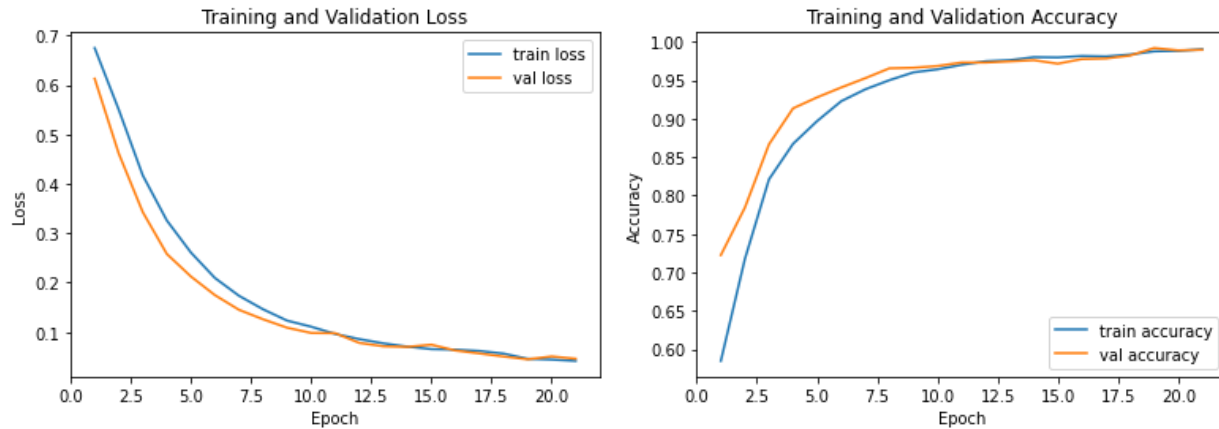 Training and Validation Loss
0.7
0.6
0.5
0.4
0.3
0.2
0.1
Loss
train loss
val loss
0.0 2.5 5.0 7.5 10.0 12.5 15.0 17.5 20.0
Epoch
Training and Validation Accuracy
1.00
0.95
0.90
0.85
0.80
0.75
0.70
0.65
0.60
Accuracy
train accuracy
val accuracy
0.0 2.5 5.0 7.5 10.0 12.5 15.0 17.5 20.0
Epoch